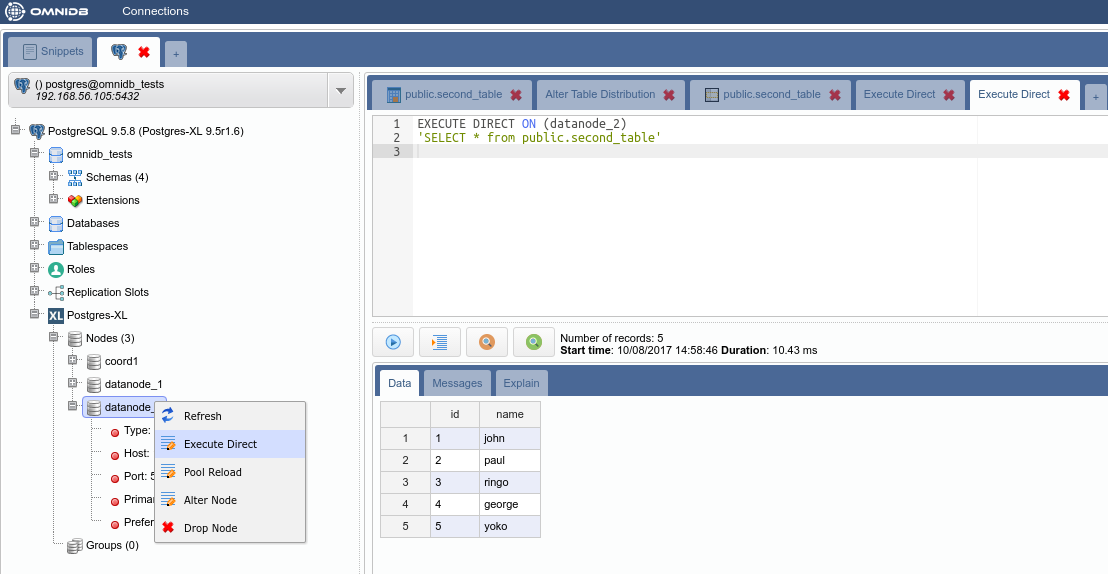 OMNIDB Connections
Snippets
+
() postgres@omnidb_tests
192.168.56.105:5432
PostgreSQL 9.5.8 (Postgres-XL 9.5r1.6)
omnidb_tests
Schemas (4)
Extensions
Databases
Tablespaces
Roles
Replication Slots
XL Postgres-XL
Nodes (3)
coord1
datanode_1
datanode_
Type:
Host:
Port: 5
Prima
Prefer
Groups (0)
Refresh
Execute Direct
Pool Reload
Alter Node
Drop Node
public.second_table Alter Table Distribution public.second_table Execute Direct Execute Direct +
1 EXECUTE DIRECT ON (datanode_2)
2 'SELECT * from public.second_table'
3
Number of records: 5
Start time: 10/08/2017 14:58:46 Duration: 10.43 ms
Data Messages Explain
id name
1 1 john
2 2 paul
3 3 ringo
4 4 george
5 5 yoko